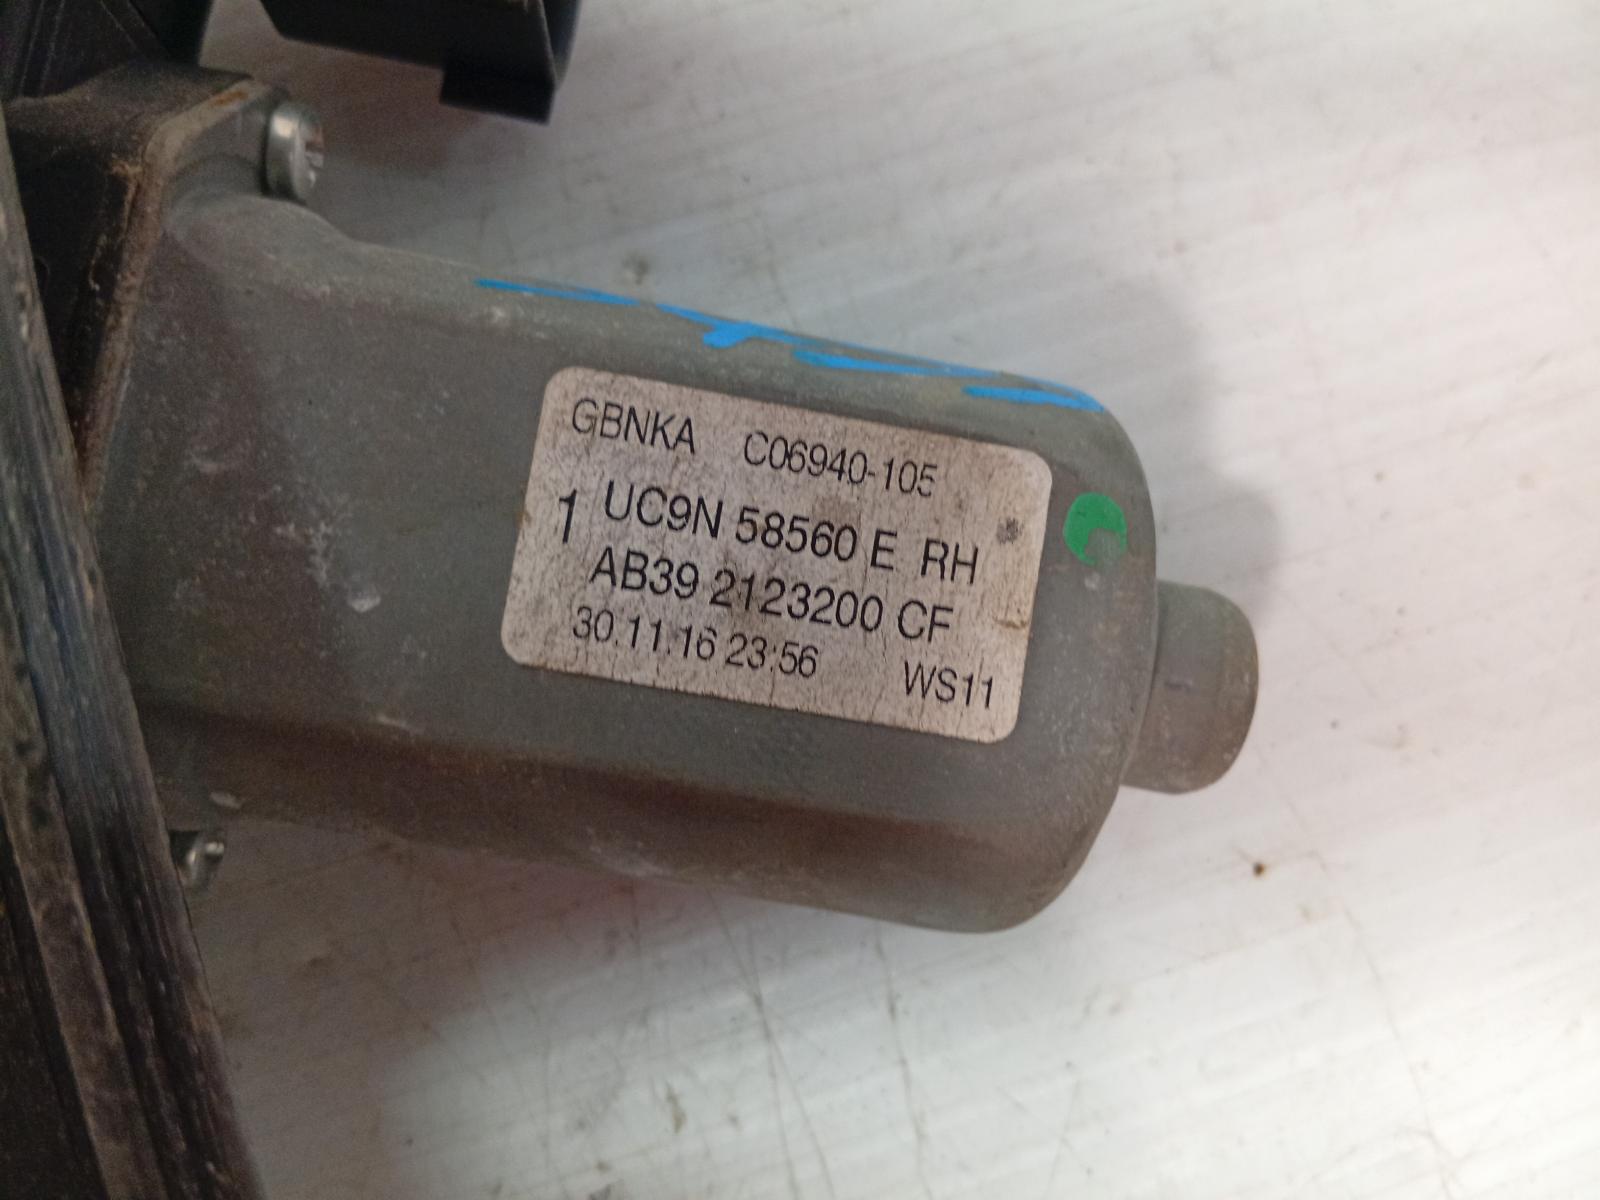 GBNKA C06940-105
1 UC9N 58560 E RH
AB39 2123200 CF
30.11.16 23:56 WS11